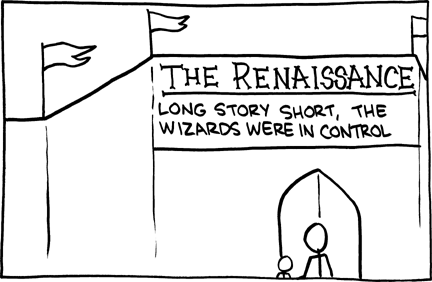 THE RENAISSANCE
LONG STORY SHORT, THE
WIZARDS WERE IN CONTROL